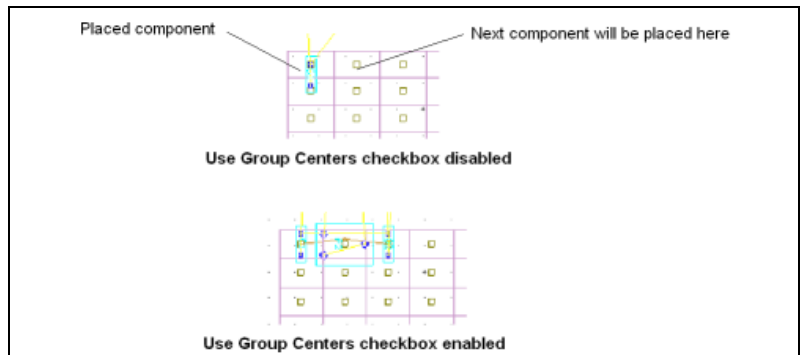 Placed component
Next component will be placed here
Use Group Centers checkbox disabled
Use Group Centers checkbox enabled